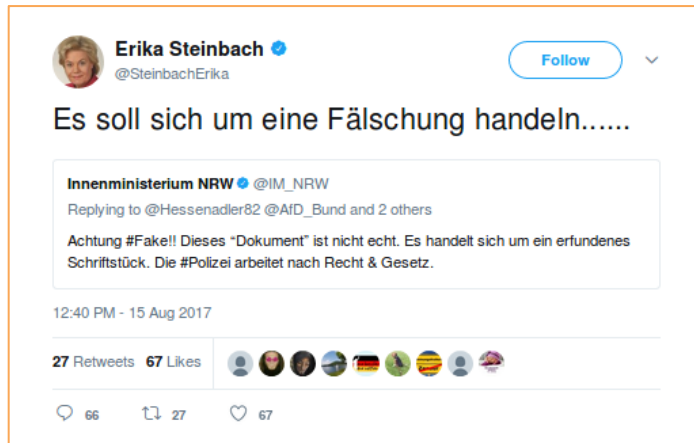 Erika Steinbach
@SteinbachErika
Follow
Es soll sich um eine Fälschung handeln......
Innenministerium NRW @IM_NRW
Replying to @Hessenadler82 @AfD_Bund and 2 others
Achtung #Fake!! Dieses “Dokument” ist nicht echt. Es handelt sich um ein erfundenes
Schriftstück. Die #Polizei arbeitet nach Recht & Gesetz.
12:40 PM - 15 Aug 2017
27 Retweets 67 Likes
66 27 67